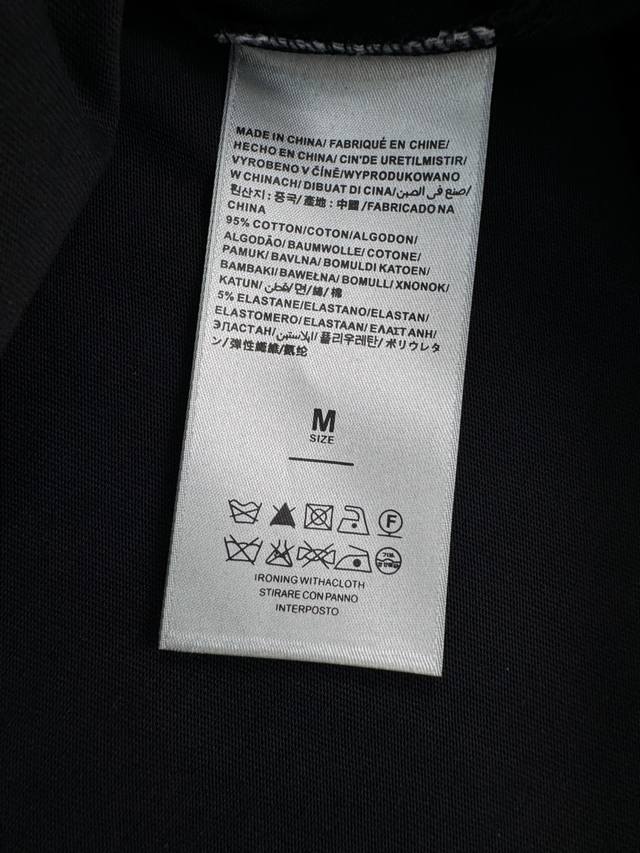 MADE IN CHINA/ FABRIQUÉ EN CHINE/
HECHO EN CHINA/ CIN'DE URETILMISTIR/
VYROBENO V ČÍNĚ/WYPRODUKOWANO
W CHINACH/ DIBUAT DI CINA/صنع في الصين/
원산지 : 중국/ 產地 : 中國 /FABRICADO NA
CHINA
95% COTTON/COTON/ALGODON/
ALGODÃO/ BAUMWOLLE/ COTONE/
PAMUK/ BAVLNA/ BOMULDI KATOEN/
BAMBAKI/ BAWEŁNA/ BOMULL/ XNONOK/
KATUN/ قطن/면/綿/棉
5% ELASTANE/ELASTANO/ELASTAN/
ELASTOMERO/ ELASTAAN/ ΕΛΑΣΤΑΝΗ/
ЭЛАСТАН/ايلاستين/ 폴리우레탄/ ポリウレタ
ン/弹性纖維/氨纶
M
SIZE
F
IRONING WITHACLOTH
STIRARE CON PANNO
INTERPOSTO